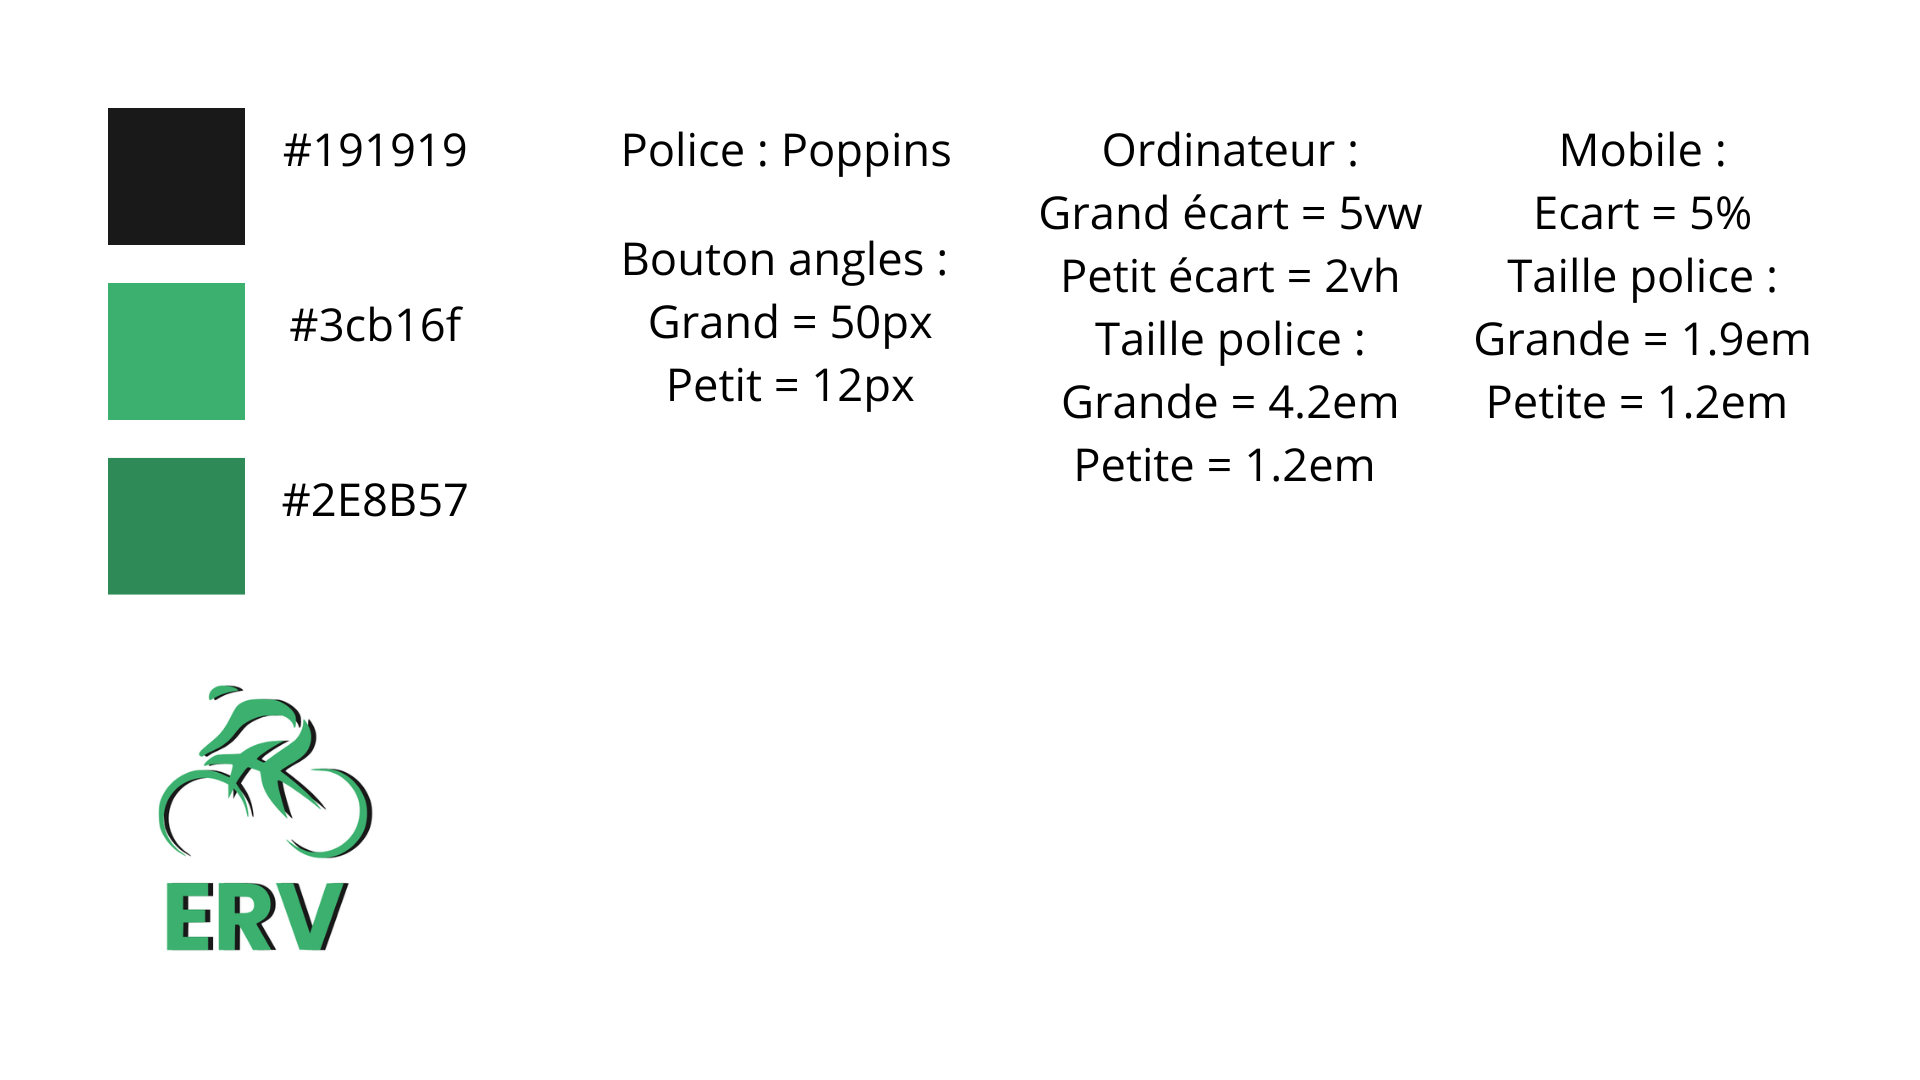 #191919
#3cb16f
#2E8B57
Police : Poppins
Bouton angles :
Grand = 50px
Petit = 12px
Ordinateur :
Grand écart = 5vw
Petit écart = 2vh
Taille police :
Grande = 4.2em
Petite = 1.2em
Mobile :
Ecart = 5%
Taille police :
Grande = 1.9em
Petite = 1.2em
ERV